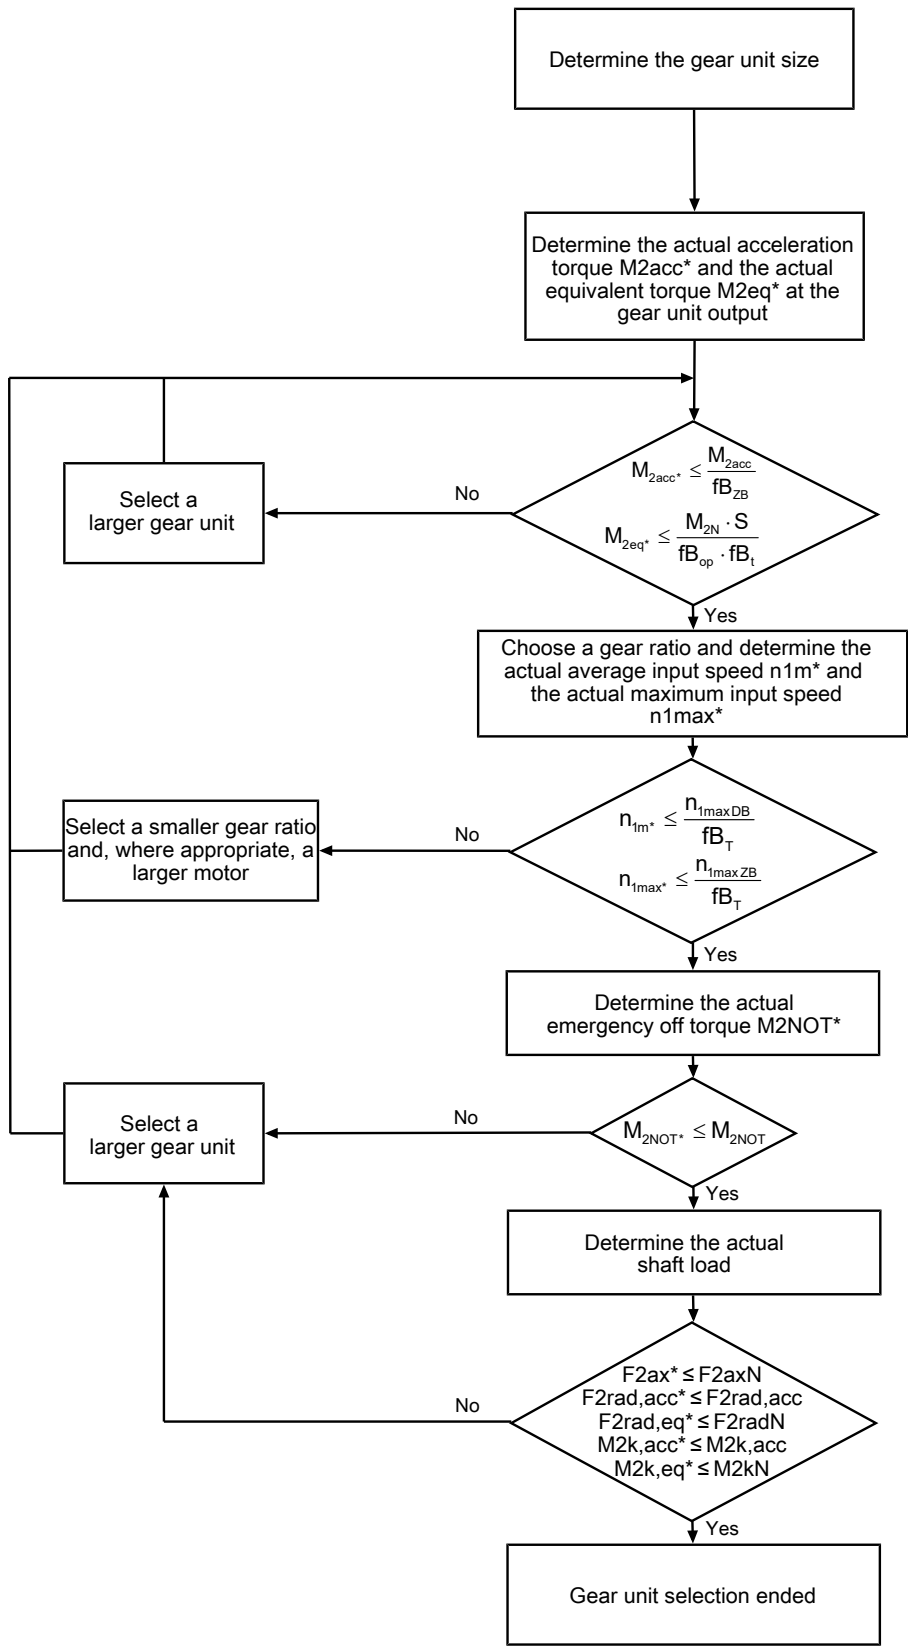 Determine the gear unit size
Determine the actual acceleration
torque M2acc* and the actual
equivalent torque M2eq* at the
gear unit output
M2acc* ≤ M2acc / fBZB
No
Select a
larger gear unit
M2eq* ≤ M2N · S / fBop · fBt
Yes
Choose a gear ratio and determine the
actual average input speed n1m* and
the actual maximum input speed
n1max*
n1m* ≤ n1maxDB / fBT
No
Select a smaller gear ratio
and, where appropriate, a
larger motor
n1max* ≤ n1maxZB / fBT
Yes
Determine the actual
emergency off torque M2NOT*
M2NOT* ≤ M2NOT
No
Select a
larger gear unit
Yes
Determine the actual
shaft load
F2ax* ≤ F2axN
F2rad,acc* ≤ F2rad,acc
F2rad,eq* ≤ F2radN
M2k,acc* ≤ M2k,acc
M2k,eq* ≤ M2kN
No
Yes
Gear unit selection ended